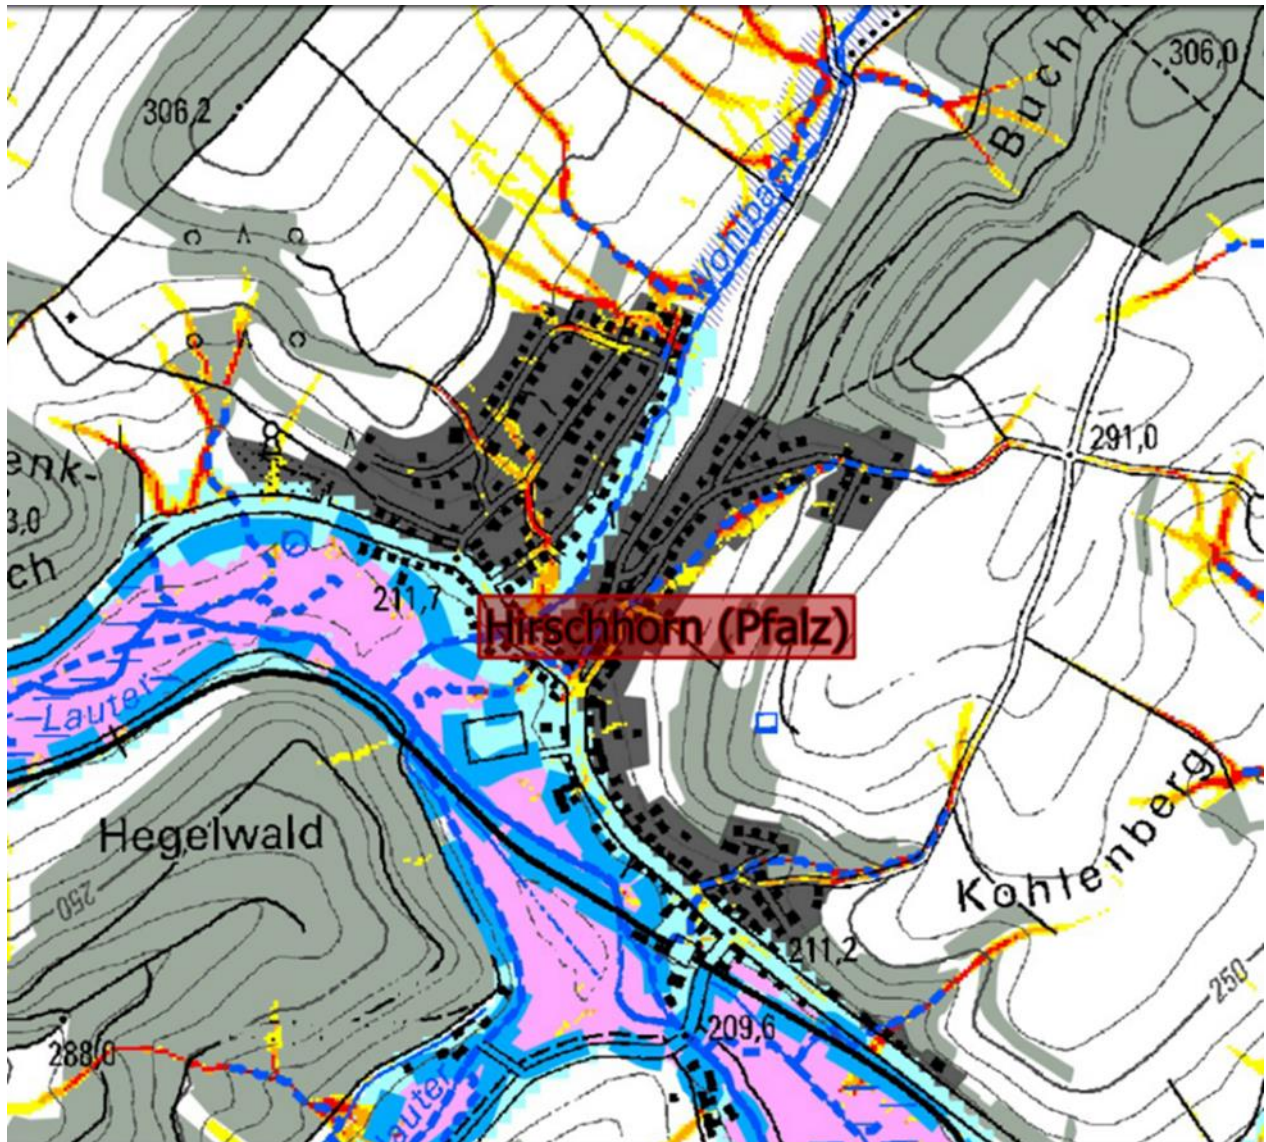 306,2
Buchh
306,0
Wohlbach
291,0
enk-
3,0
ch
211,7
Hirschhorn (Pfalz)
Lauter
Hegelwald
Kohlenberg
250
211,2
250
209,6
288,0
Lauter